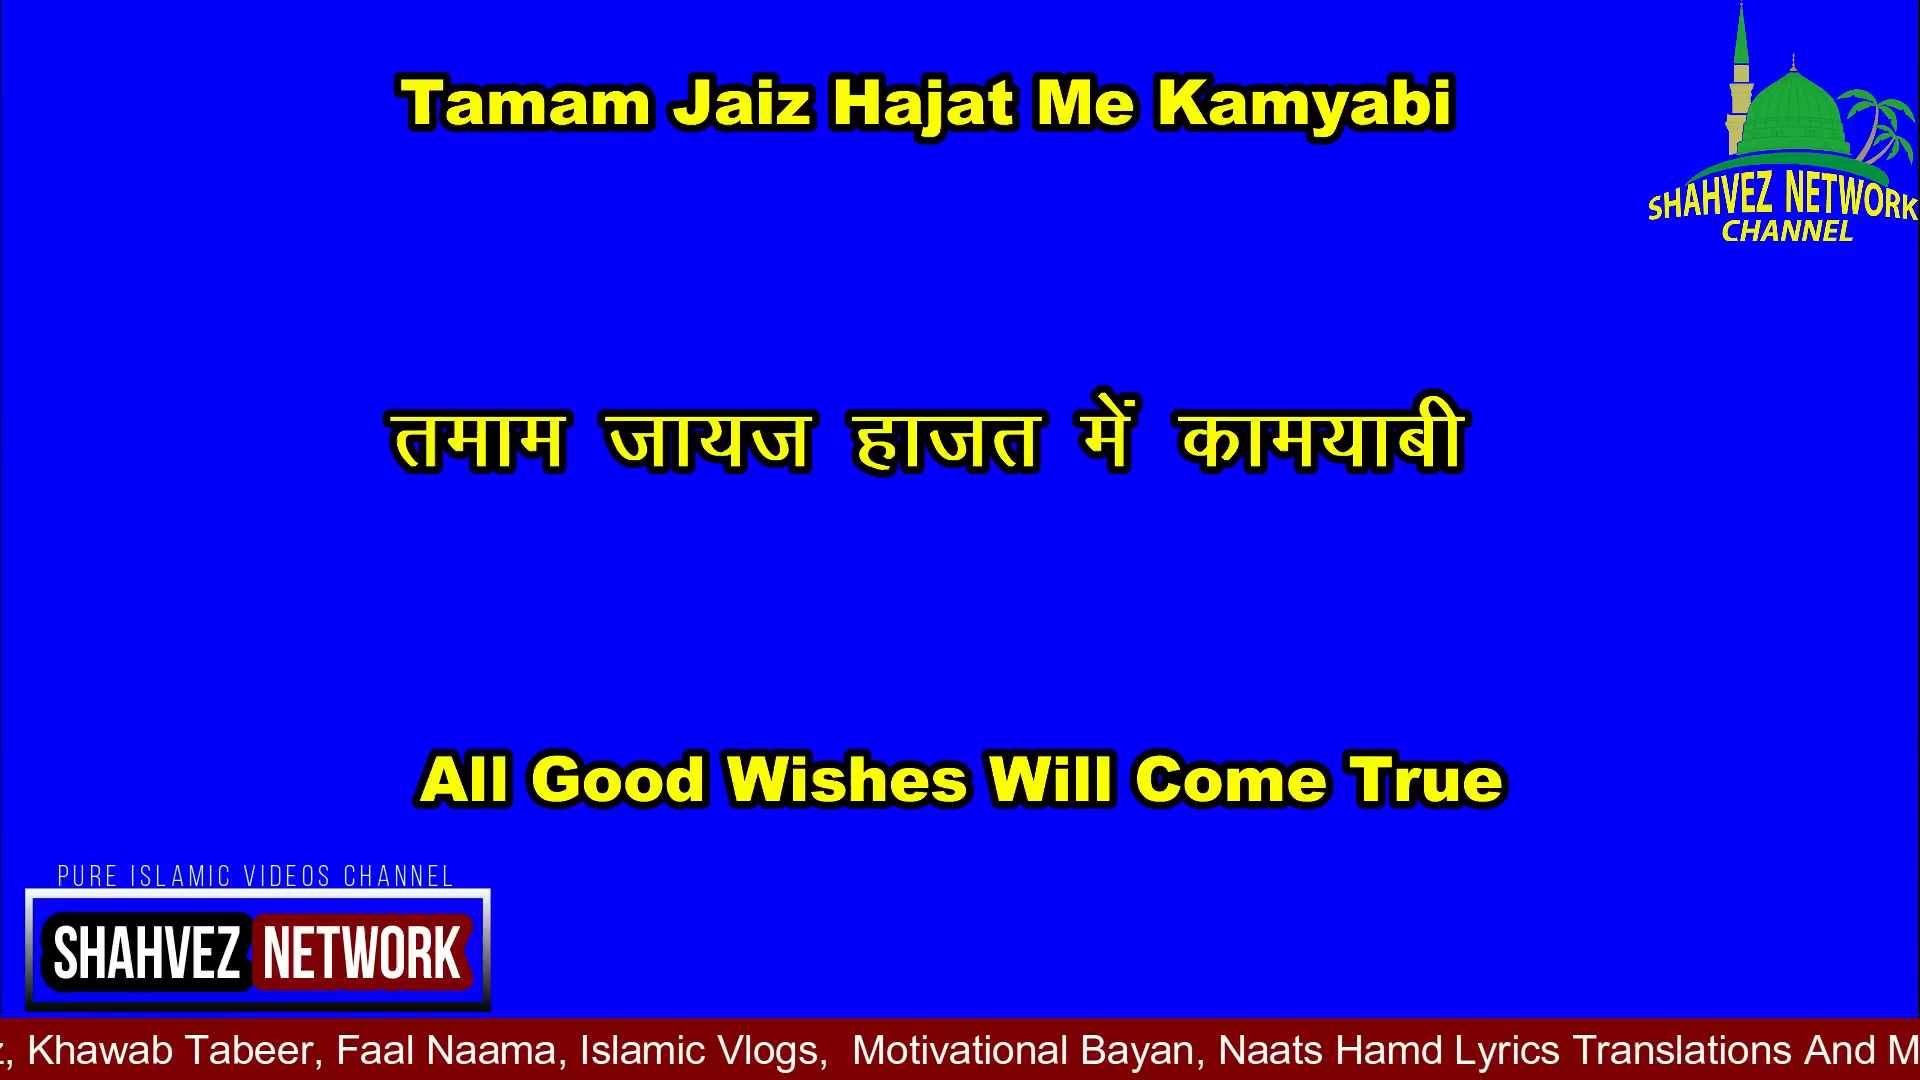 Tamam Jaiz Hajat Me Kamyabi
SHAHVEZ NETWORK
CHANNEL
तमाम जायज हाजत में कामयाबी
All Good Wishes Will Come True
PURE ISLAMIC VIDEOS CHANNEL
SHAHVEZ NETWORK
, Khawab Tabeer, Faal Naama, Islamic Vlogs, Motivational Bayan, Naats Hamd Lyrics Translations And M